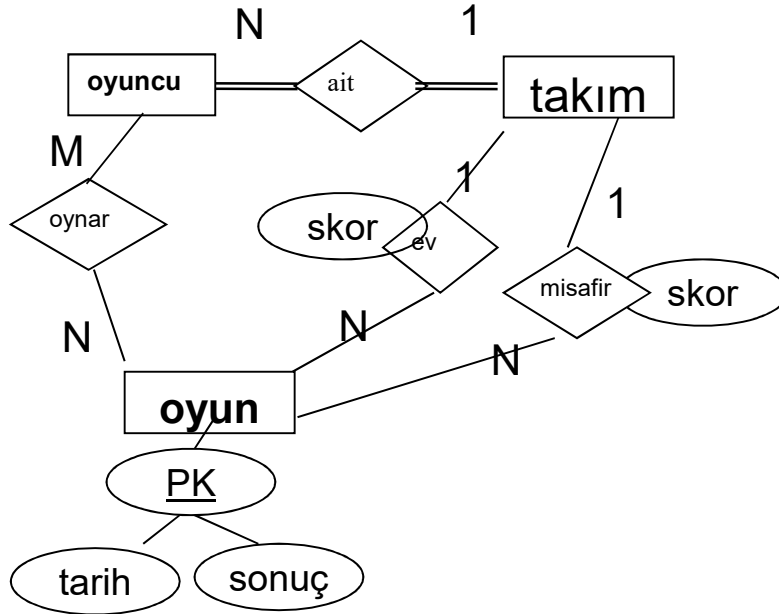 N 1
oyuncu ait takım
M
oynar skor ev 1 1
misafir skor
N N N
oyun
PK
tarih sonuç